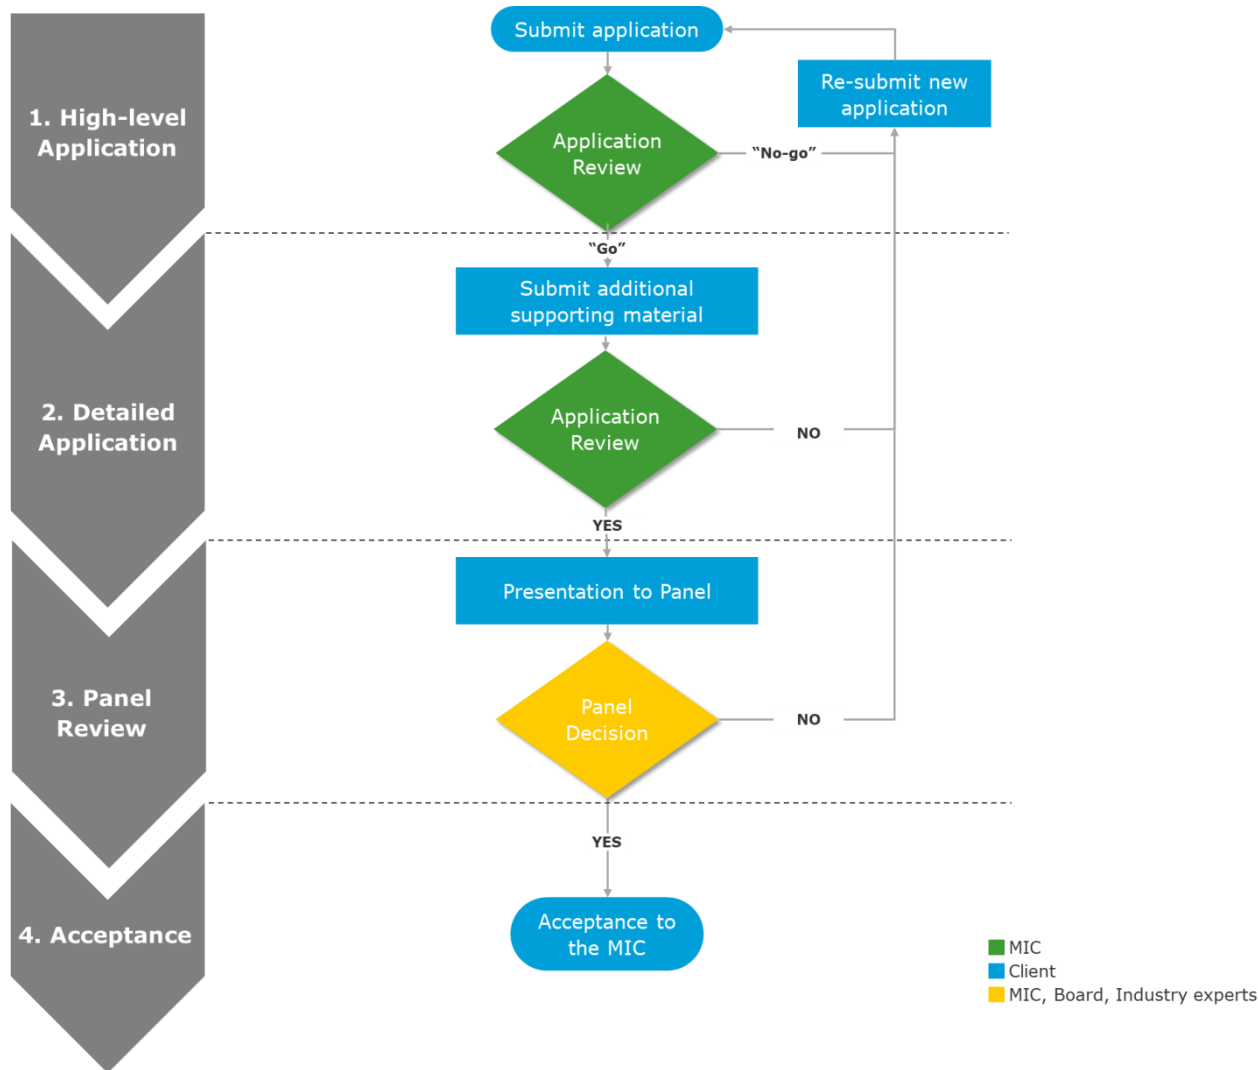 Submit application
Re-submit new
application
1. High-level
Application
Application
Review
“No-go”
“Go”
Submit additional
supporting material
2. Detailed
Application
Application
Review
NO
YES
Presentation to Panel
3. Panel
Review
Panel
Decision
NO
YES
4. Acceptance
Acceptance to
the MIC
MIC
Client
MIC, Board, Industry experts